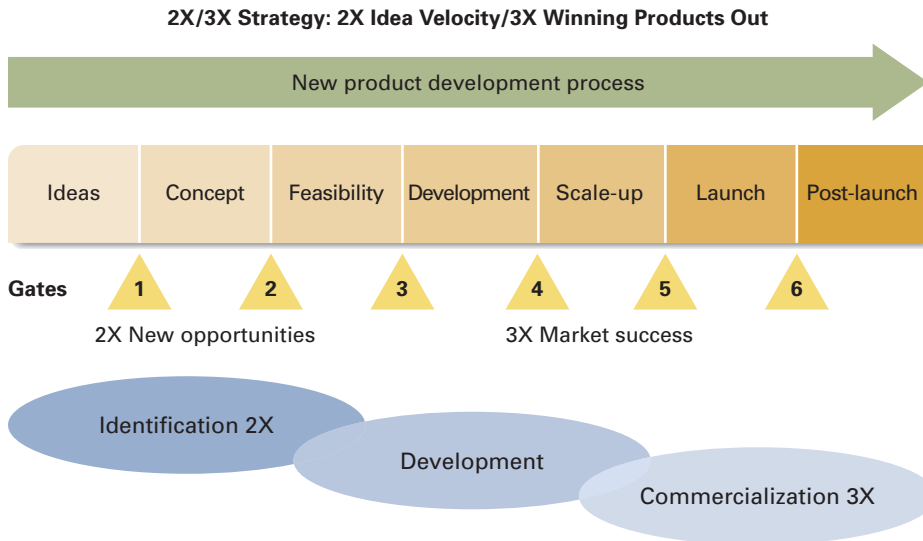 2X/3X Strategy: 2X Idea Velocity/3X Winning Products Out
New product development process
Ideas Concept Feasibility Development Scale-up Launch Post-launch
Gates 1 2 3 4 5 6
2X New opportunities 3X Market success
Identification 2X
Development
Commercialization 3X